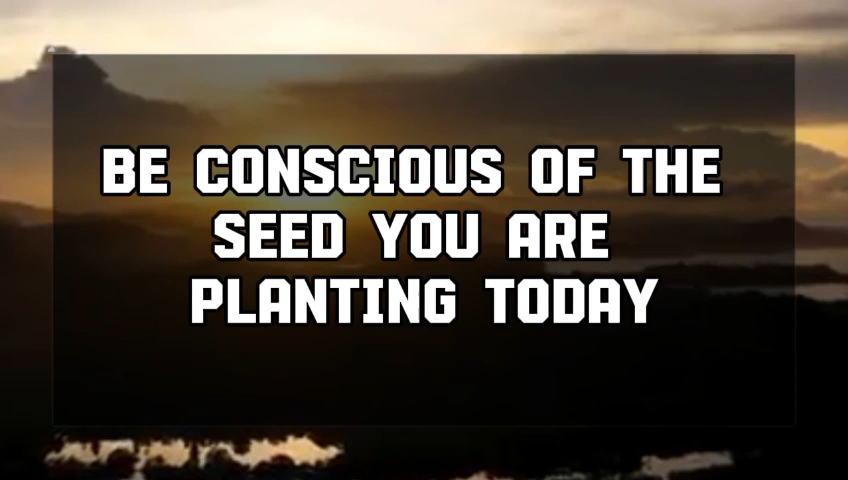 BE CONSCIOUS OF THE
SEED YOU ARE
PLANTING TODAY